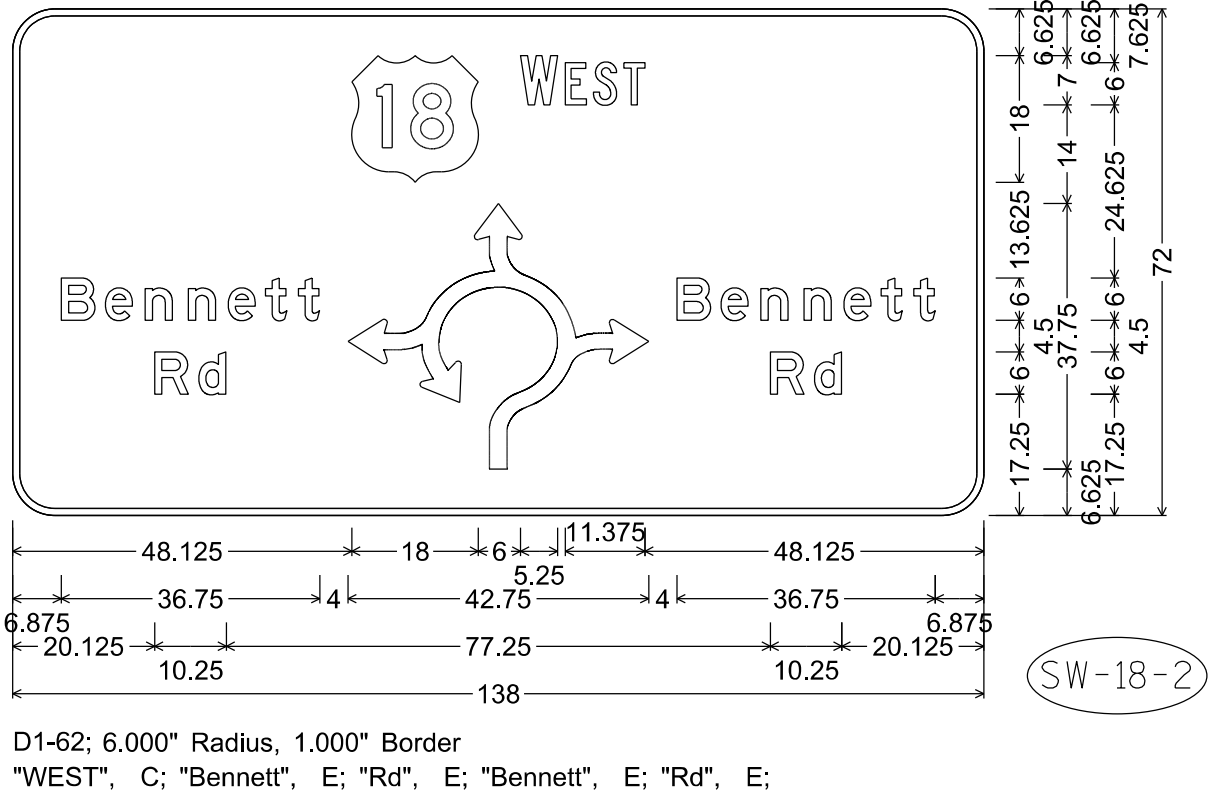 18 WEST
Bennett
Rd
Bennett
Rd
6.625 6.625 7.625
18 7 6
14
13.625 24.625
72
6 6
4.5 37.75 4.5
6 6
17.25 17.25
6.625
48.125 18 6 5.25 11.375 48.125
6.875 36.75 4 42.75 4 36.75 6.875
20.125 10.25 77.25 10.25 20.125
138
SW-18-2
D1-62; 6.000" Radius, 1.000" Border
"WEST", C; "Bennett", E; "Rd", E; "Bennett", E; "Rd", E;